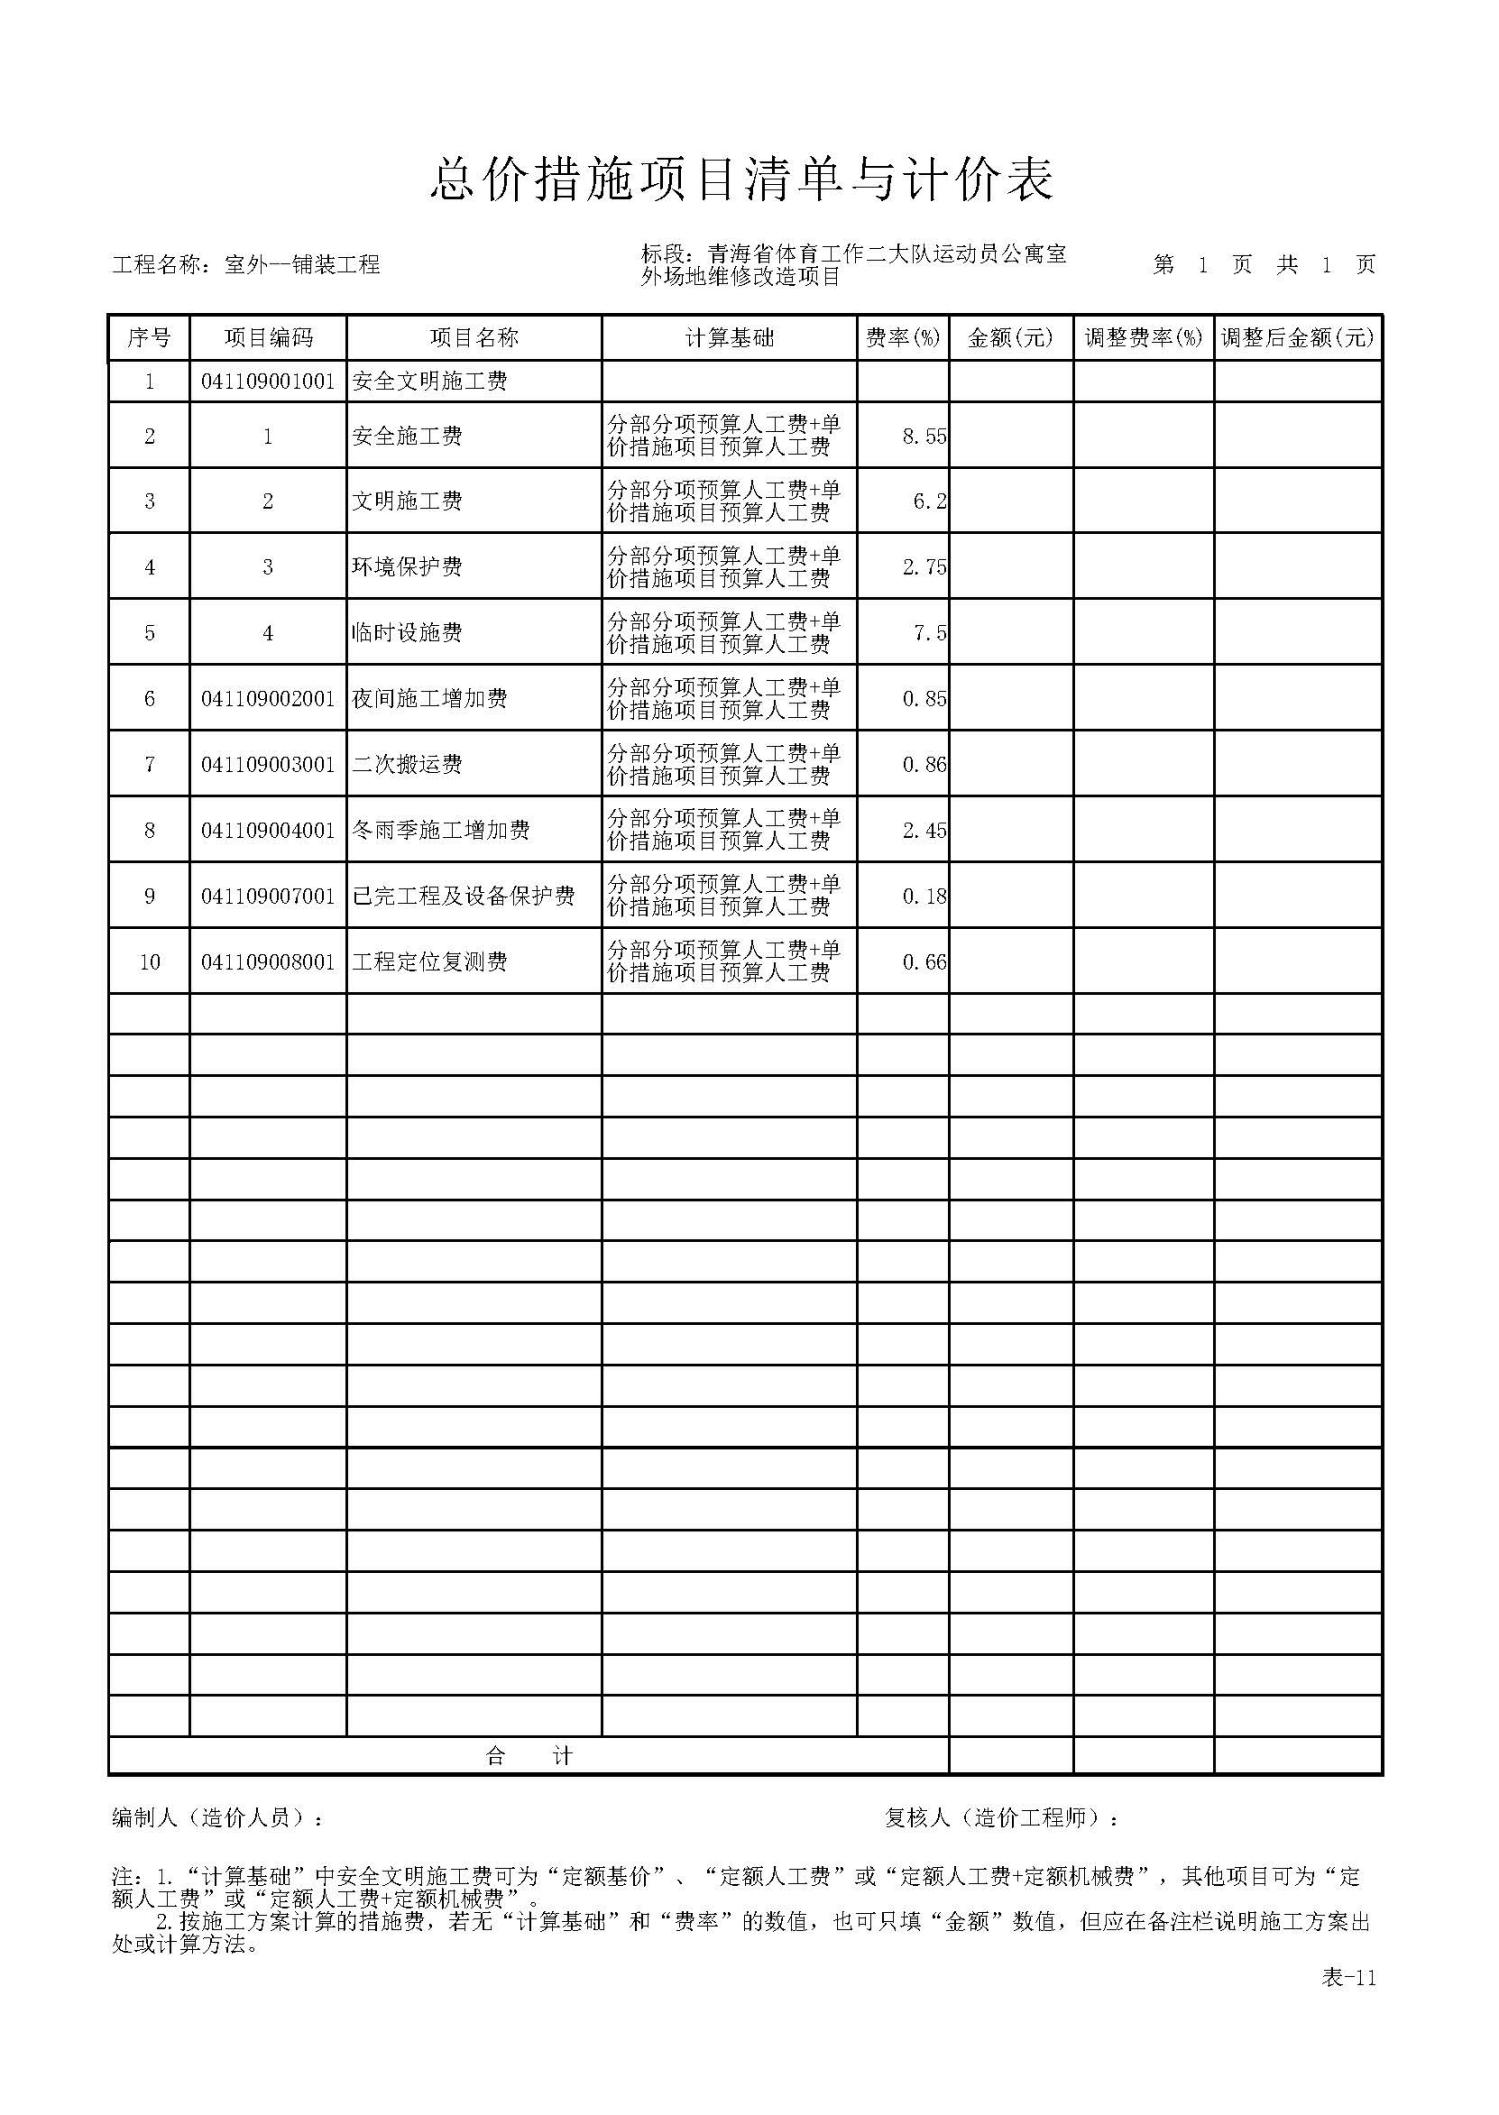 总价措施项目清单与计价表
工程名称：室外--铺装工程 标段：青海省体育工作二大队运动员公寓室 第 1 页 共 1 页
外场地维修改造项目
序号 项目编码 项目名称 计算基础 费率(%) 金额(元) 调整费率(%) 调整后金额(元)
1 041109001001 安全文明施工费
2 1 安全施工费 分部分项预算人工费+单 8.55
价措施项目预算人工费
3 2 文明施工费 分部分项预算人工费+单 6.2
价措施项目预算人工费
4 3 环境保护费 分部分项预算人工费+单 2.75
价措施项目预算人工费
5 4 临时设施费 分部分项预算人工费+单 7.5
价措施项目预算人工费
6 041109002001 夜间施工增加费 分部分项预算人工费+单 0.85
价措施项目预算人工费
7 041109003001 二次搬运费 分部分项预算人工费+单 0.86
价措施项目预算人工费
8 041109004001 冬雨季施工增加费 分部分项预算人工费+单 2.45
价措施项目预算人工费
9 041109007001 已完工程及设备保护费 分部分项预算人工费+单 0.18
价措施项目预算人工费
10 041109008001 工程定位复测费 分部分项预算人工费+单 0.66
价措施项目预算人工费
合 计
编制人（造价人员）： 复核人（造价工程师）：
注：1.“计算基础”中安全文明施工费可为“定额基价”、“定额人工费”或“定额人工费+定额机械费”，其他项目可为“定
额人工费”或“定额人工费+定额机械费”。
2.按施工方案计算的措施费，若无“计算基础”和“费率”的数值，也可只填“金额”数值，但应在备注栏说明施工方案出
处或计算方法。
表-11